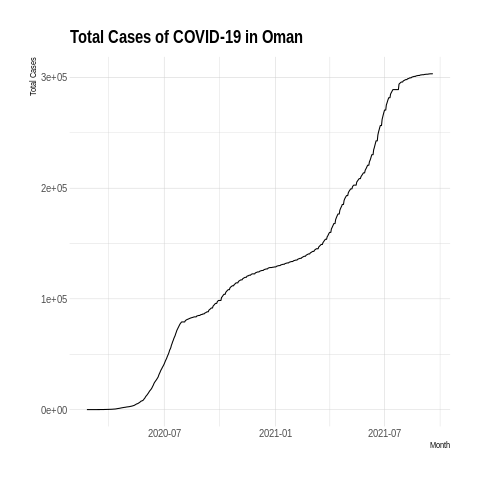 Total Cases of COVID-19 in Oman
Total Cases
3e+05
2e+05
1e+05
0e+00
2020-07 2021-01 2021-07
Month